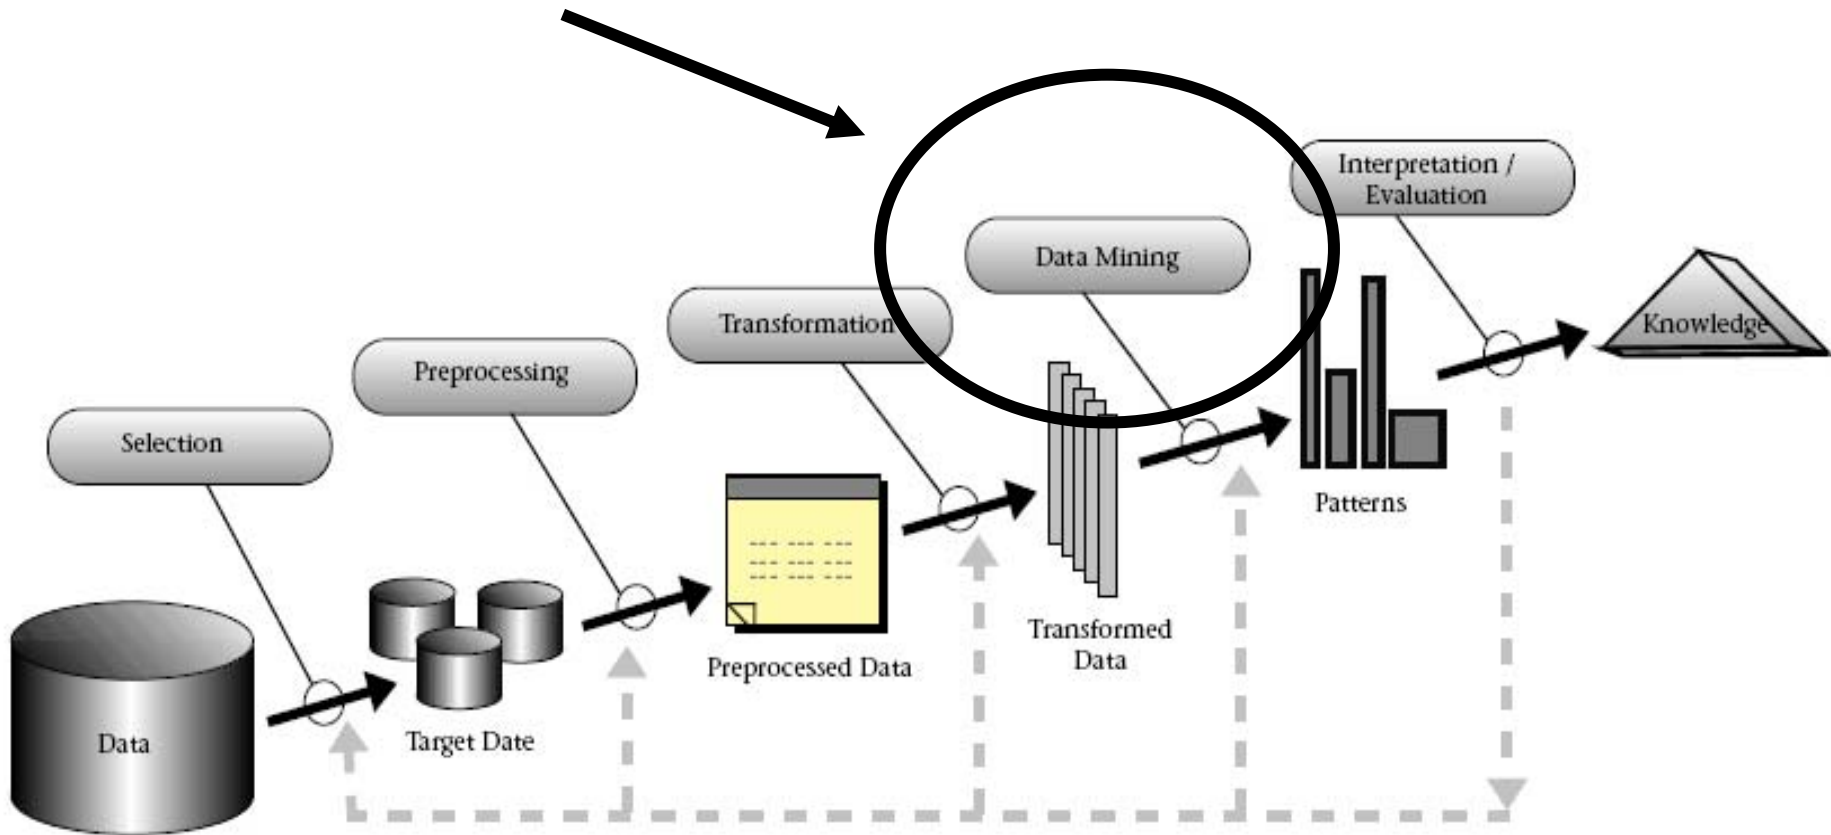 Interpretation /
Evaluation
Data Mining
Transformation
Knowledge
Preprocessing
Selection
Patterns
Transformed
Data
Preprocessed Data
Target Date
Data